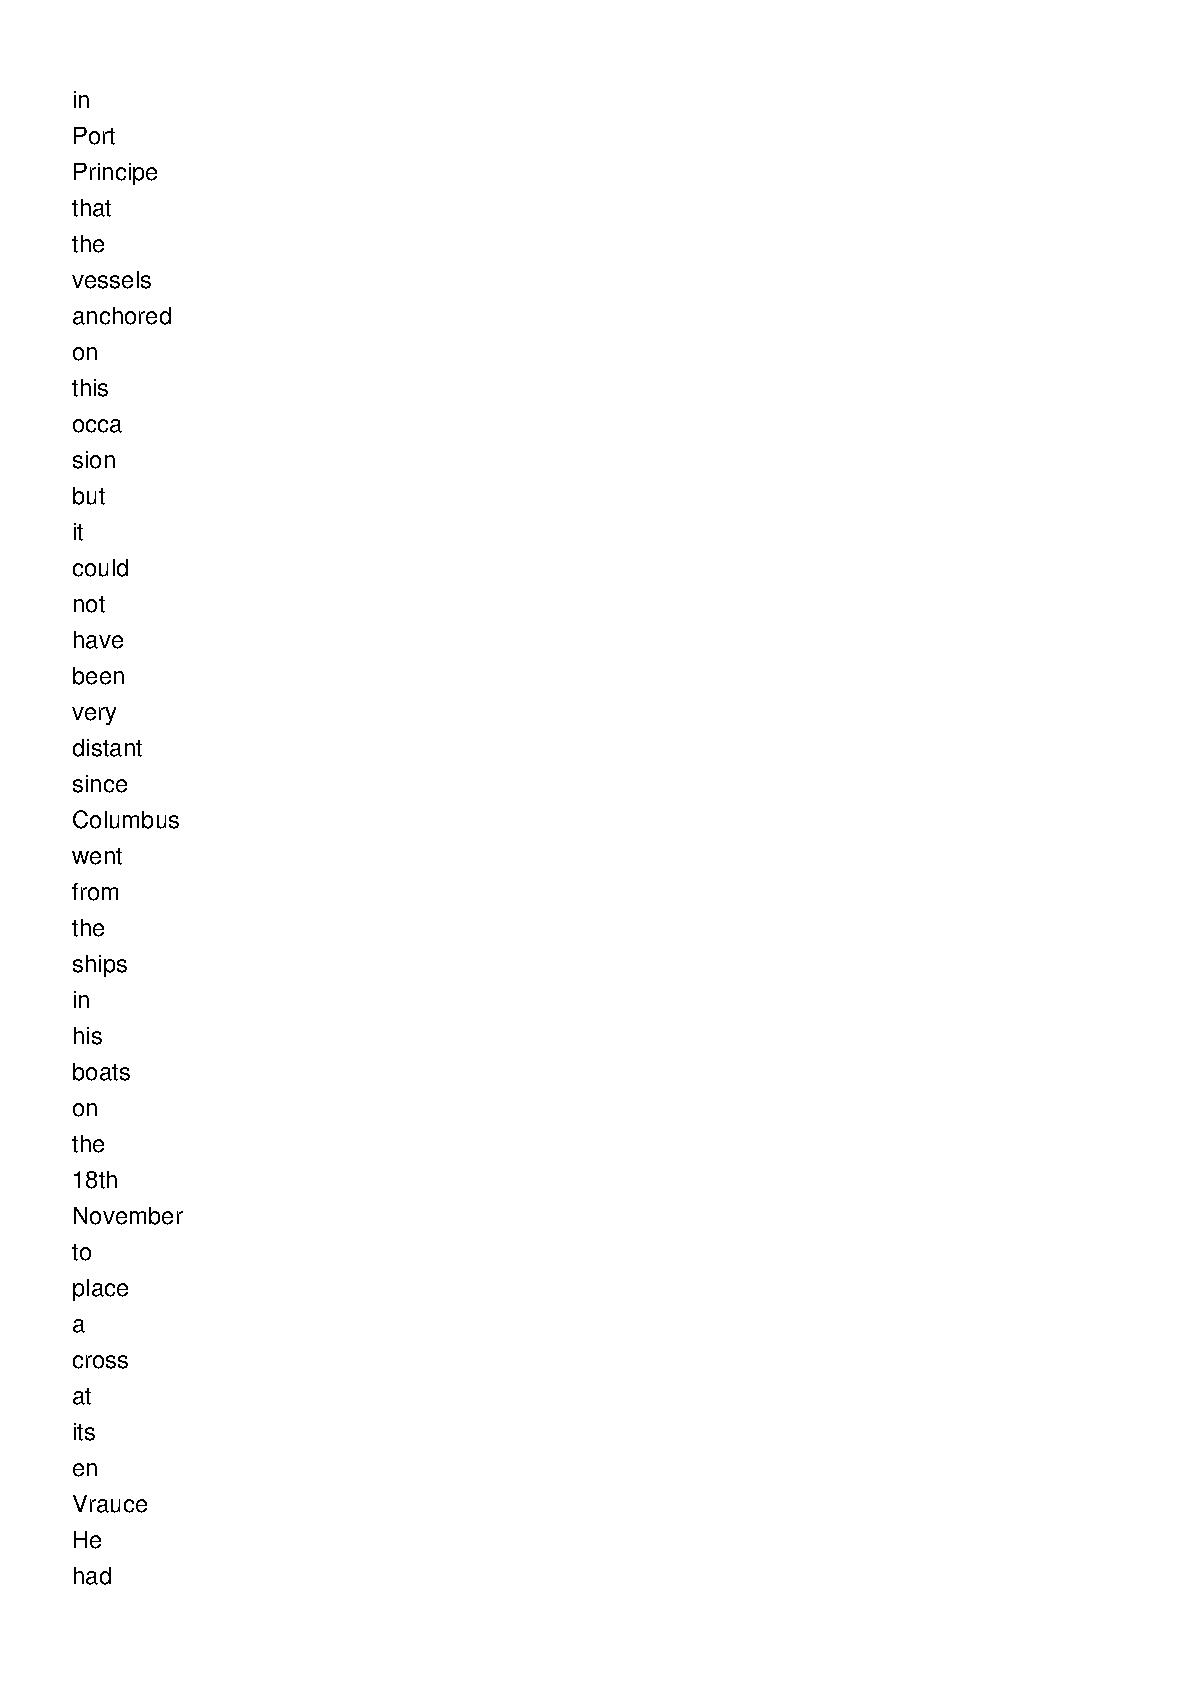 in
Port
Principe
that
the
vessels
anchored
on
this
occa
sion
but
it
could
not
have
been
very
distant
since
Columbus
went
from
the
ships
in
his
boats
on
the
18th
November
to
place
a
cross
at
its
en
Vrauce
He
had